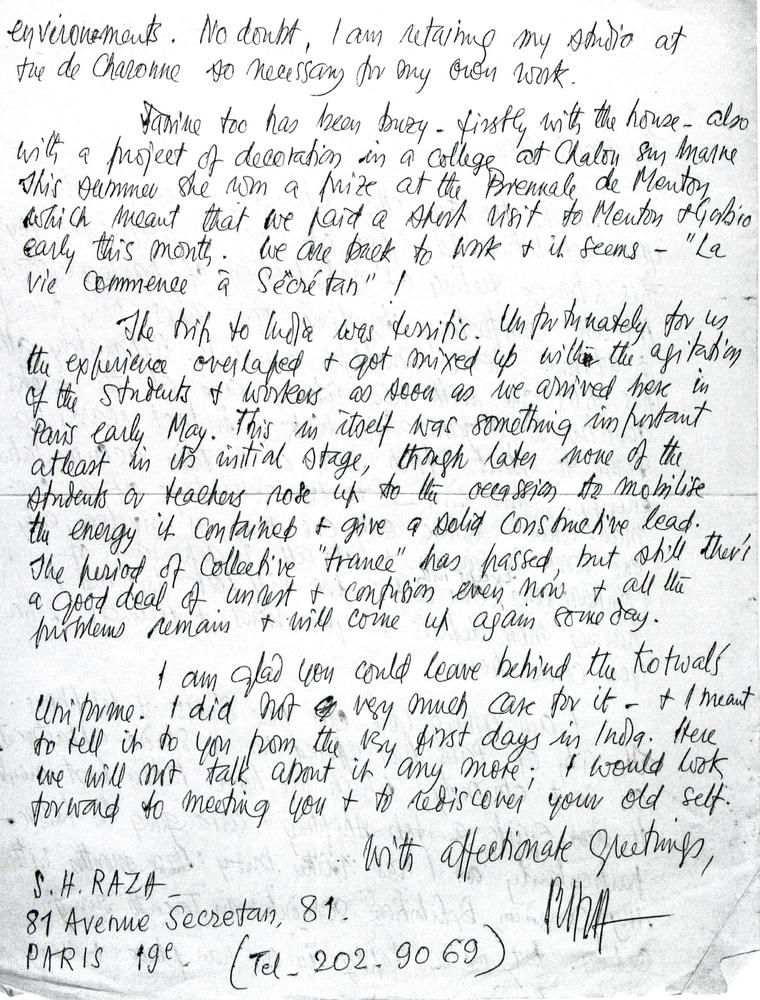 environements. No doubt, I am retaining my studio at
rue de Charonne so necessary for my own work.
Janine too has been buzy - firstly with the house - also
with a project of decoration in a college at Chalon sur Marne
This summer she won a prize at the Biennale de Menton,
which meant that we paid a short visit to Menton & Gorbio
early this month. We are back to work & it seems - "La
vie commence à Sécrétan" !
The trip to India was terrific. Unfortunately for us
the experience overlaped & got mixed up with the agitation
of the students & workers as soon as we arrived here in
Paris early May. This in itself was something important
atleast in its initial stage, though later none of the
students or teachers rose up to the occassion to mobilise
the energy it contained & give a solid constructive lead.
The period of collective "trance" has passed, but still there's
a good deal of unrest & confusion even now & all the
problems remain & will come up again some day.
I am glad you could leave behind the Kotwal's
Uniforme. I did not very much care for it - & I meant
to tell it to you from the very first days in India. Here
we will not talk about it any more; I would look
forward to meeting you & to rediscover your old self.
With affectionate greetings,
S. H. RAZA
81 Avenue Secretan, 81.
PARIS 19e. (Tel - 202. 90 69)